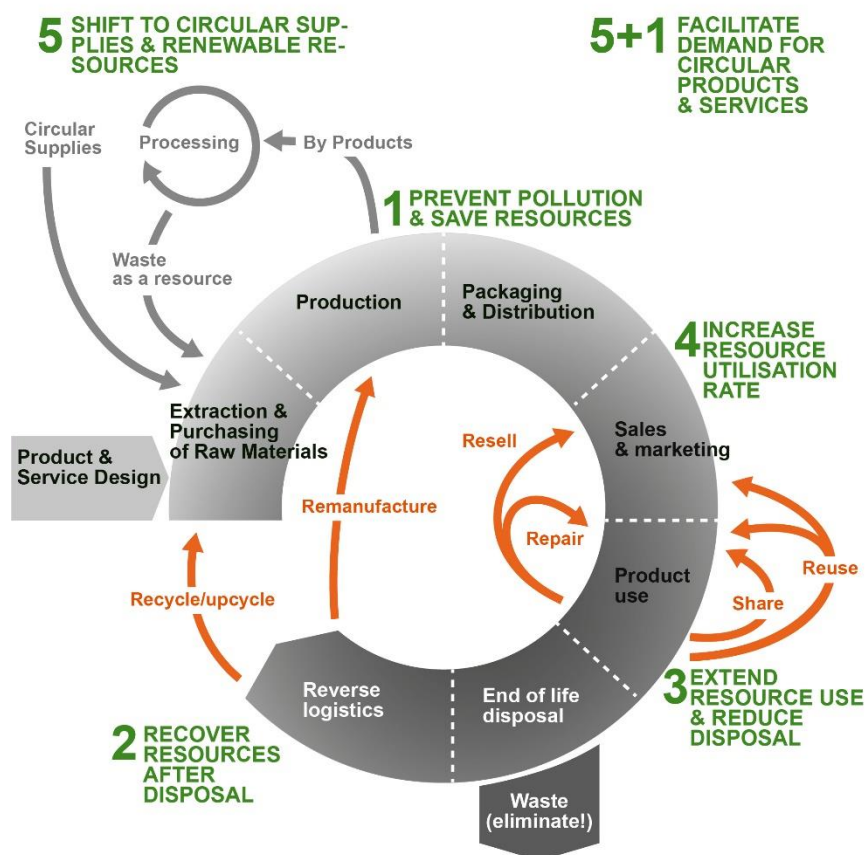 5 SHIFT TO CIRCULAR SUP-
PLIES & RENEWABLE RE-
SOURCES
5+1 FACILITATE
DEMAND FOR
CIRCULAR
PRODUCTS
& SERVICES
Circular
Supplies
Processing
By Products
Waste
as a resource
1 PREVENT POLLUTION
& SAVE RESOURCES
Production
Packaging
& Distribution
4 INCREASE
RESOURCE
UTILISATION
RATE
Product &
Service Design
Extraction &
Purchasing
of Raw Materials
Sales
& marketing
Resell
Remanufacture
Repair
Product
use
Reuse
Share
Recycle/upcycle
Reverse
logistics
End of life
disposal
3 EXTEND
RESOURCE USE
& REDUCE
DISPOSAL
2 RECOVER
RESOURCES
AFTER
DISPOSAL
Waste
(eliminate!)